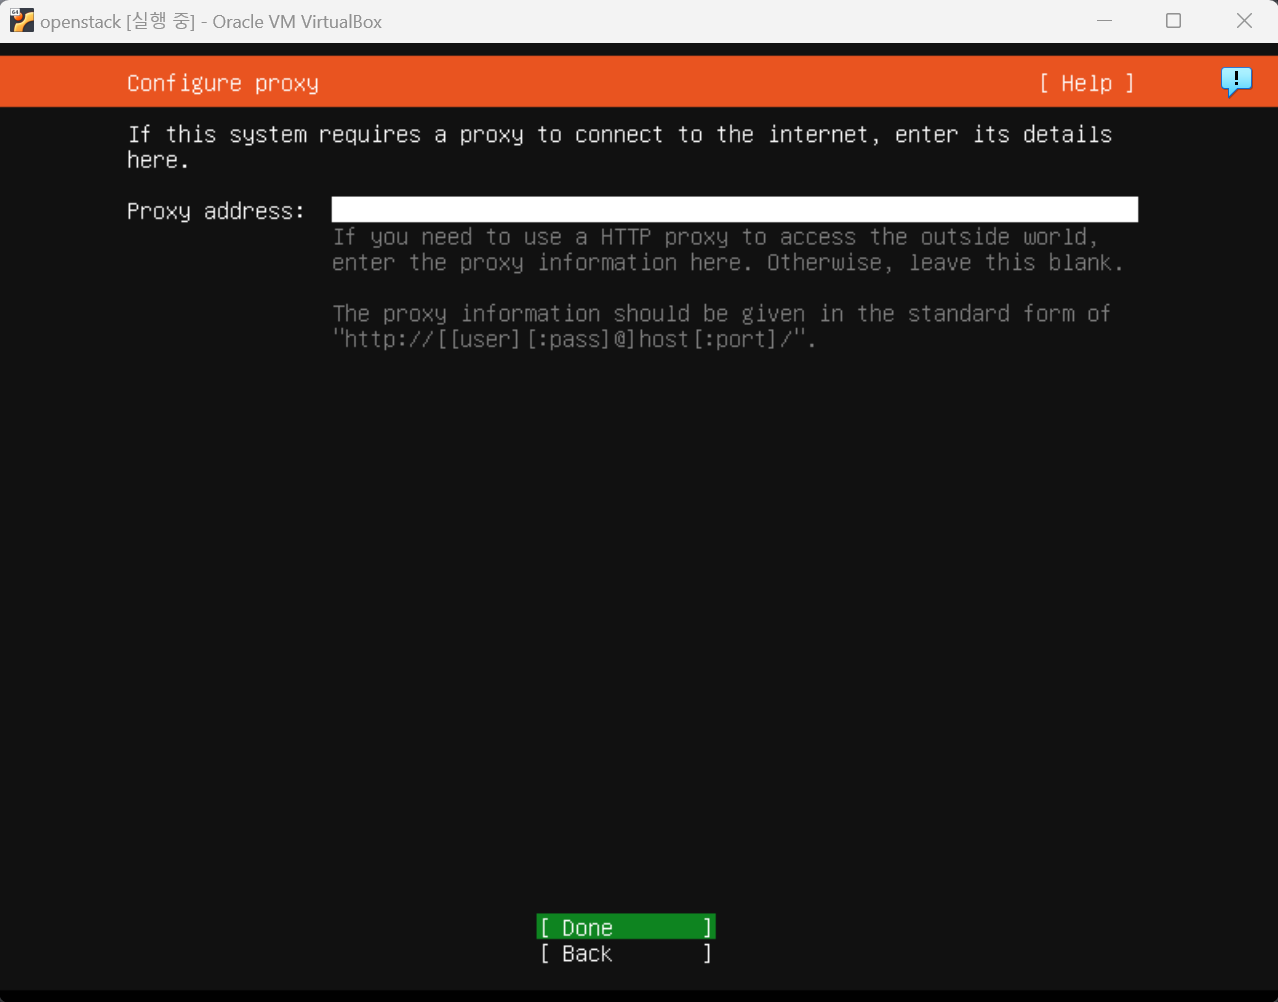 openstack [실행 중] - Oracle VM VirtualBox
Configure proxy [ Help ]
If this system requires a proxy to connect to the internet, enter its details
here.
Proxy address:
If you need to use a HTTP proxy to access the outside world,
enter the proxy information here. Otherwise, leave this blank.
The proxy information should be given in the standard form of
"http://[[user][:pass]@]host[:port]/".
[ Done ]
[ Back ]